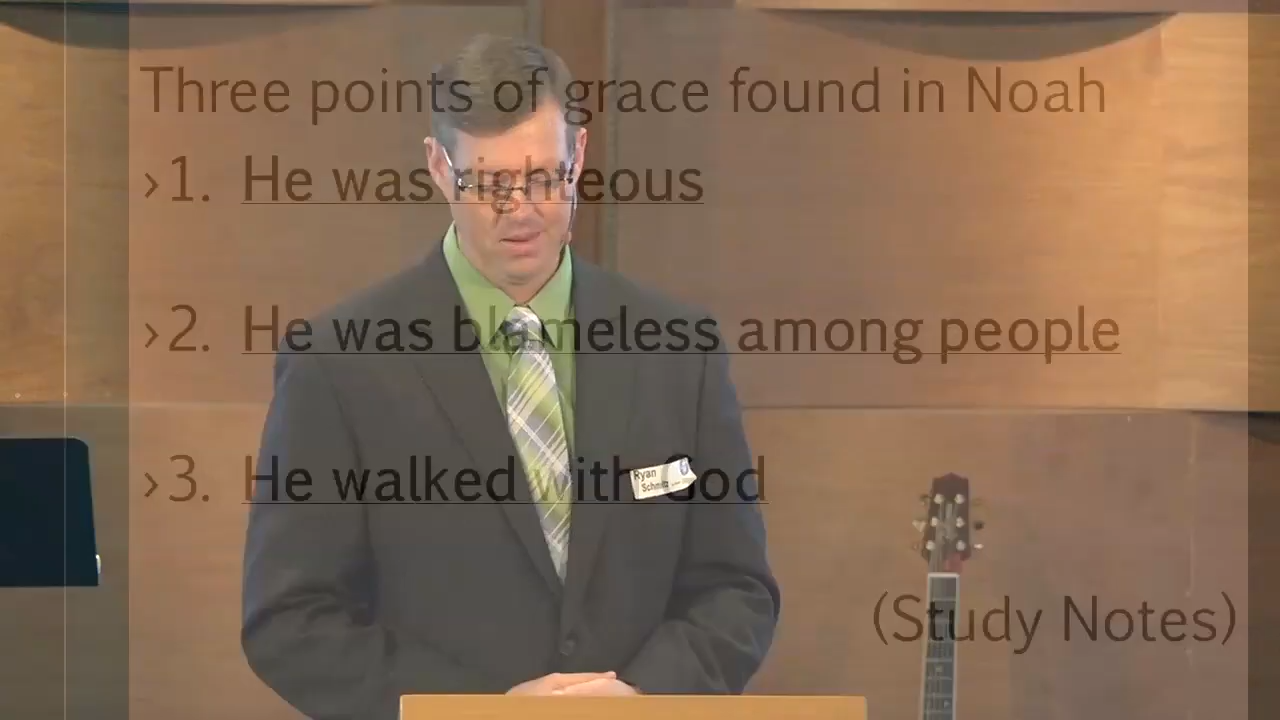 Three points of grace found in Noah
›1. He was righteous
›2. He was blameless among people
›3. He walked with God
Ryan
(Study Notes)